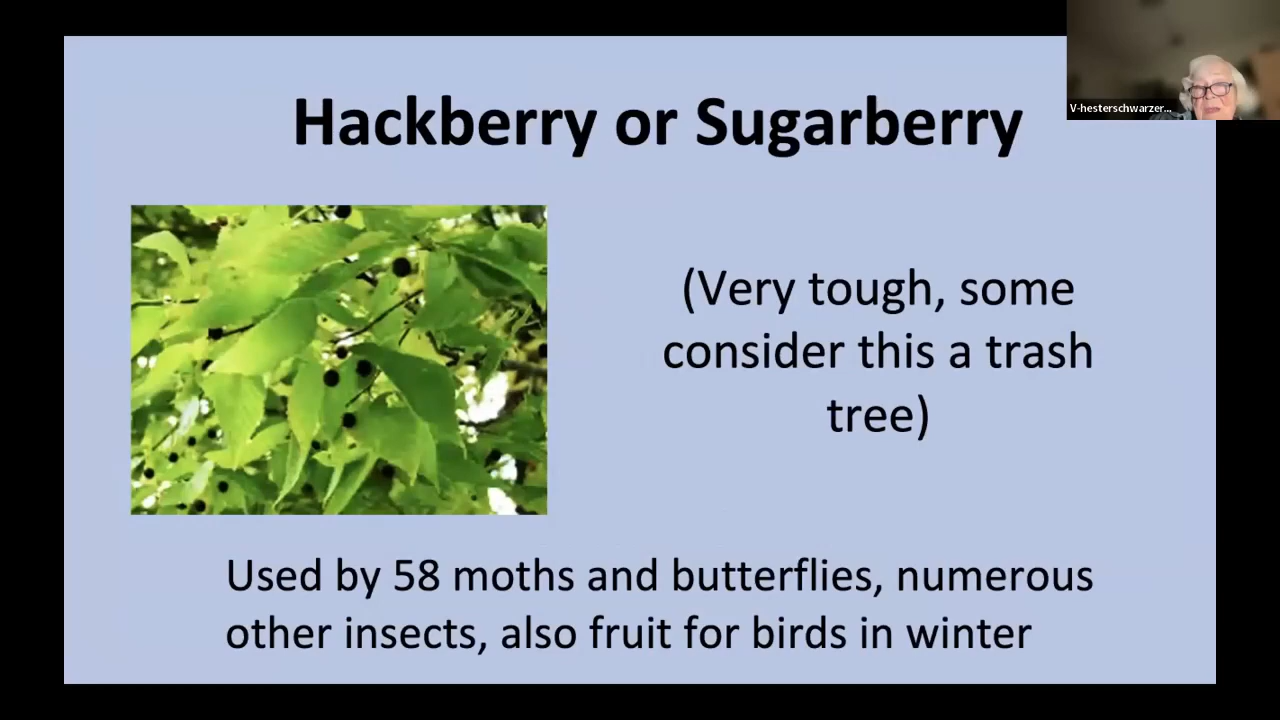 Hackberry or Sugarberry
V-hesterschwarzer...
(Very tough, some
consider this a trash
tree)
Used by 58 moths and butterflies, numerous
other insects, also fruit for birds in winter